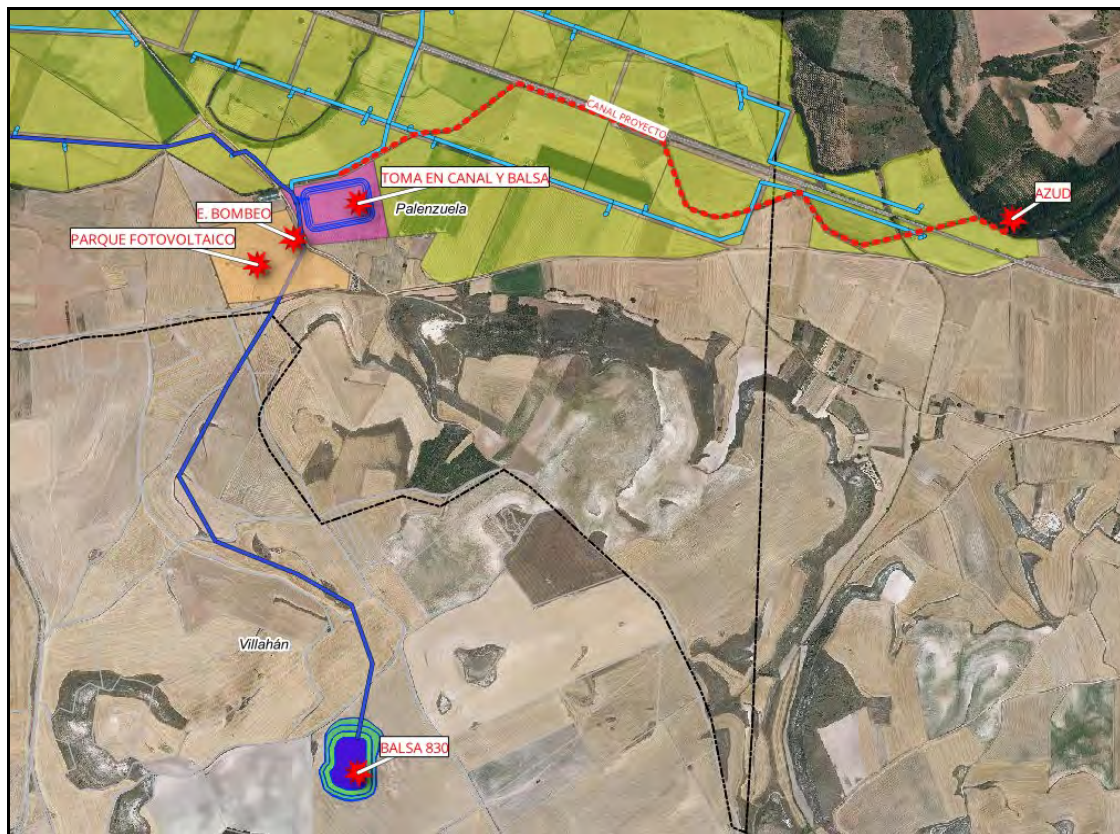 CANAL PROYECTO
TOMA EN CANAL Y BALSA
Palenzuela
E. BOMBEO
AZUD
PARQUE FOTOVOLTAICO
Villahán
BALSA 830